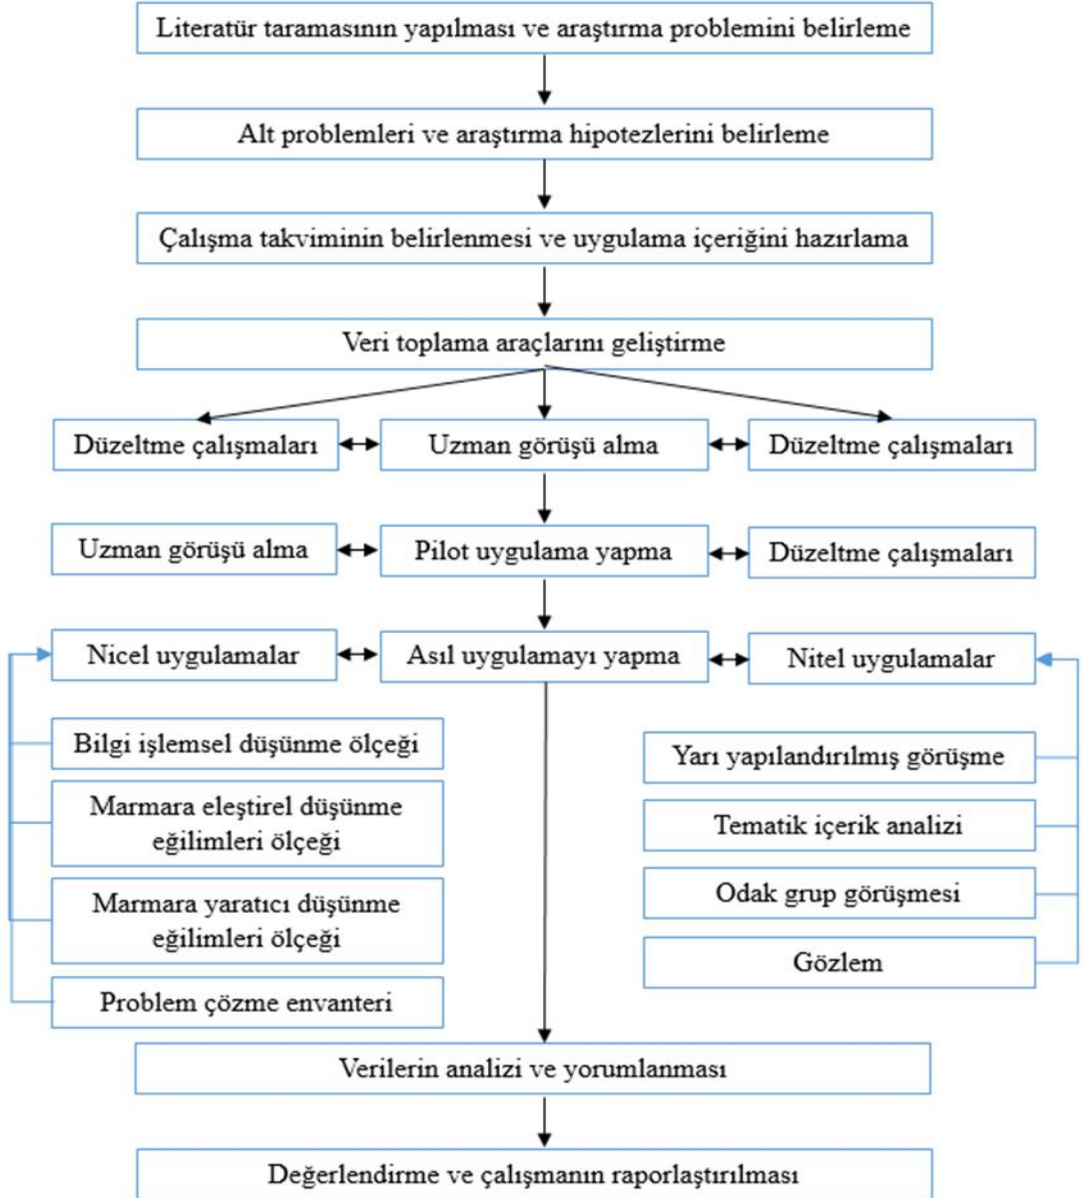 Literatür taramasının yapılması ve araştırma problemini belirleme
Alt problemleri ve araştırma hipotezlerini belirleme
Çalışma takviminin belirlenmesi ve uygulama içeriğini hazırlama
Veri toplama araçlarını geliştirme
Düzeltme çalışmaları
Uzman görüşü alma
Düzeltme çalışmaları
Uzman görüşü alma
Pilot uygulama yapma
Düzeltme çalışmaları
Nicel uygulamalar
Asıl uygulamayı yapma
Nitel uygulamalar
Bilgi işlemsel düşünme ölçeği
Marmara eleştirel düşünme
eğilimleri ölçeği
Marmara yaratıcı düşünme
eğilimleri ölçeği
Problem çözme envanteri
Yarı yapılandırılmış görüşme
Tematik içerik analizi
Odak grup görüşmesi
Gözlem
Verilerin analizi ve yorumlanması
Değerlendirme ve çalışmanın raporlaştırılması